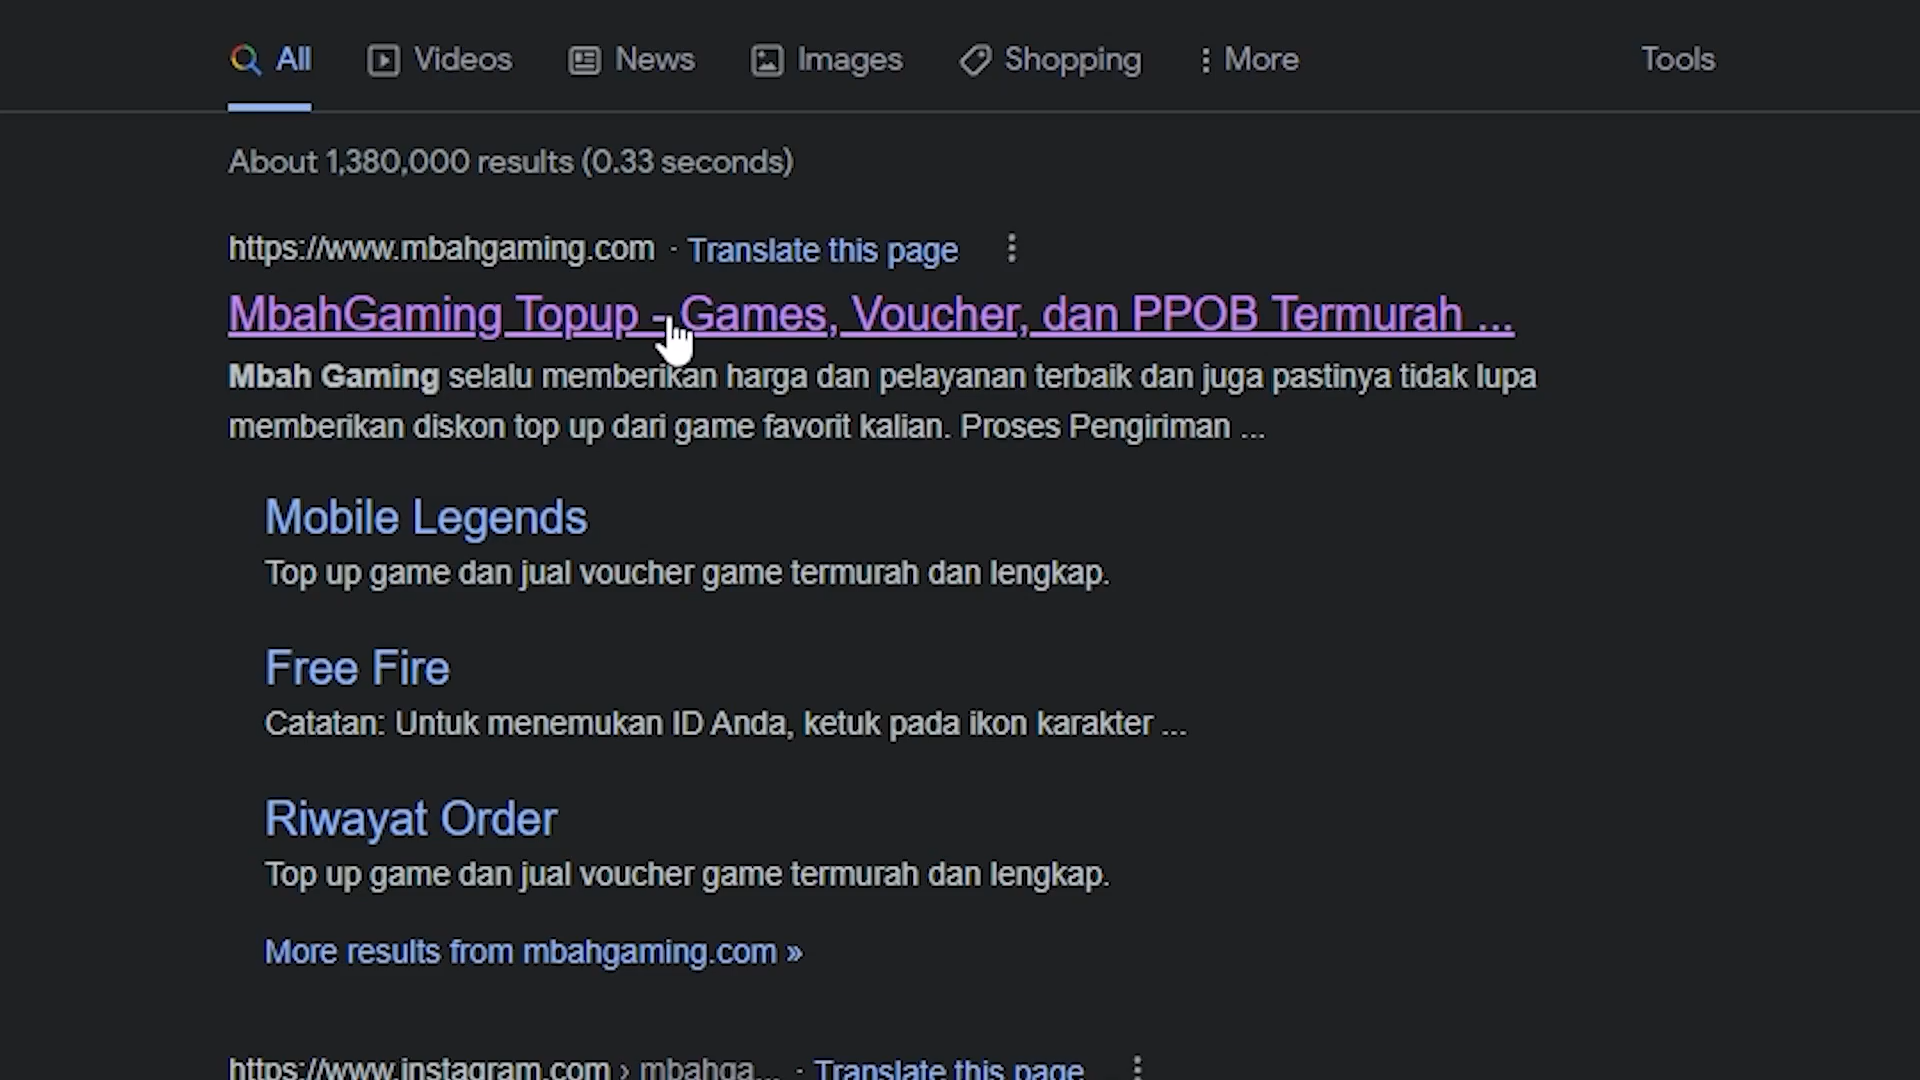 All Videos News Images Shopping More Tools
About 1,380,000 results (0.33 seconds)
https://www.mbahgaming.com · Translate this page
MbahGaming Topup - Games, Voucher, dan PPOB Termurah ...
Mbah Gaming selalu memberikan harga dan pelayanan terbaik dan juga pastinya tidak lupa
memberikan diskon top up dari game favorit kalian. Proses Pengiriman ...
Mobile Legends
Top up game dan jual voucher game termurah dan lengkap.
Free Fire
Catatan: Untuk menemukan ID Anda, ketuk pada ikon karakter ...
Riwayat Order
Top up game dan jual voucher game termurah dan lengkap.
More results from mbahgaming.com »
https://www.instagram.com › mbahga... · Translate this page